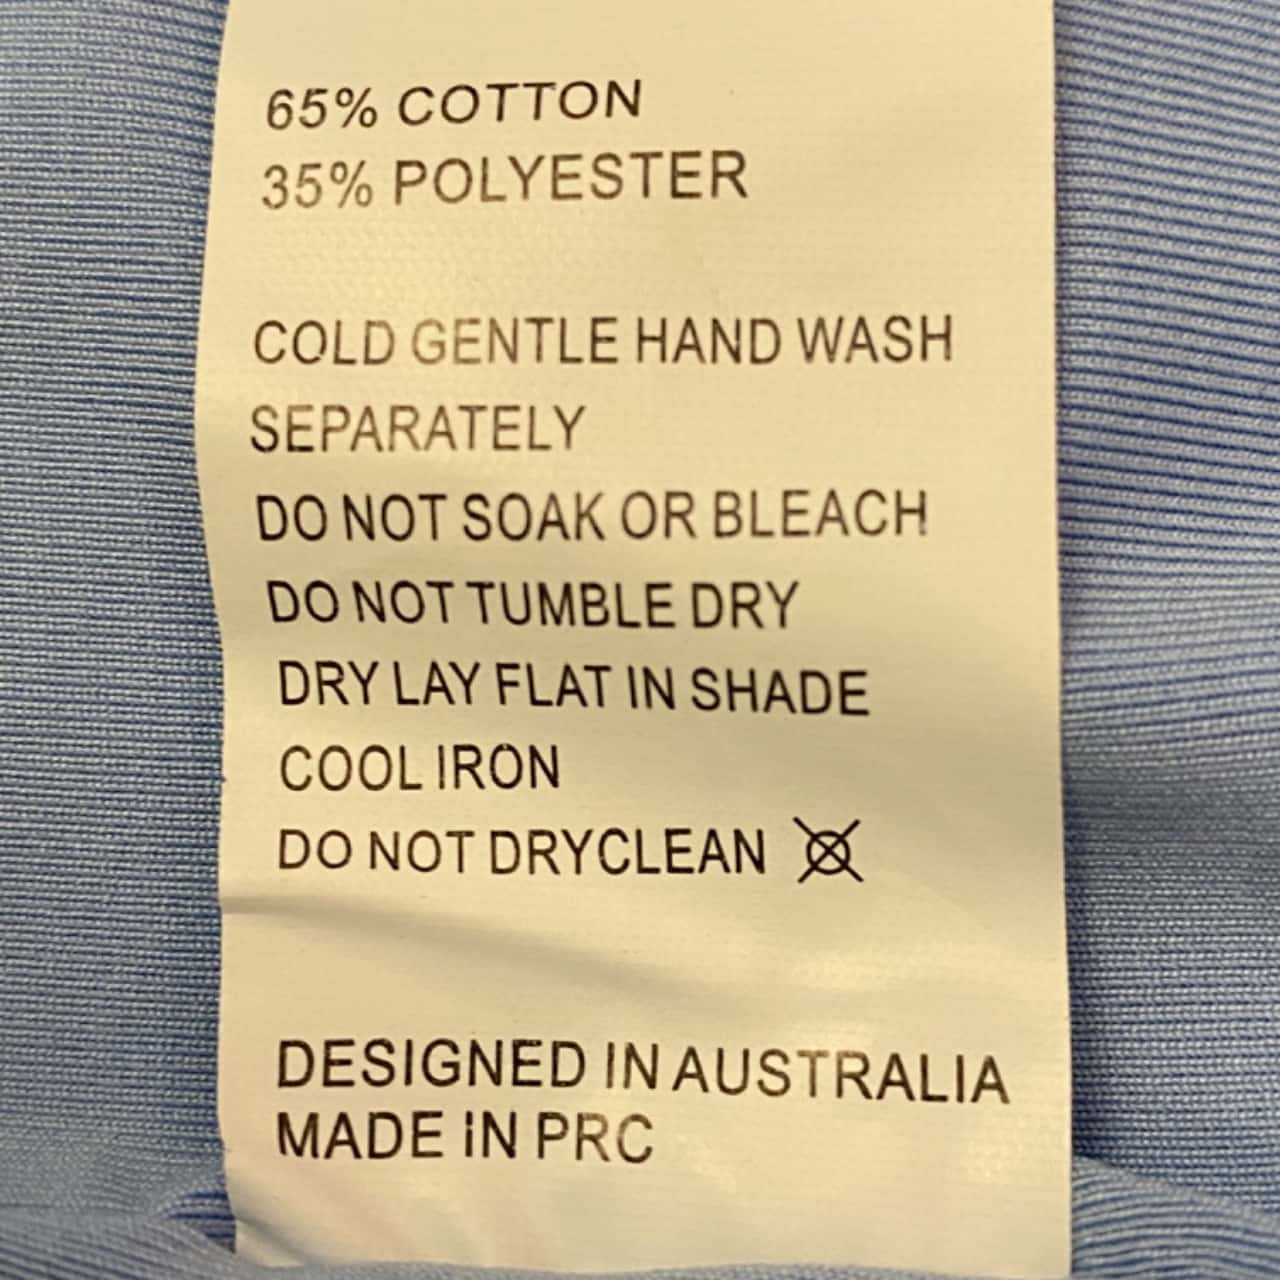 65% COTTON
35% POLYESTER
COLD GENTLE HAND WASH
SEPARATELY
DO NOT SOAK OR BLEACH
DO NOT TUMBLE DRY
DRY LAY FLAT IN SHADE
COOL IRON
DO NOT DRYCLEAN
DESIGNED IN AUSTRALIA
MADE IN PRC